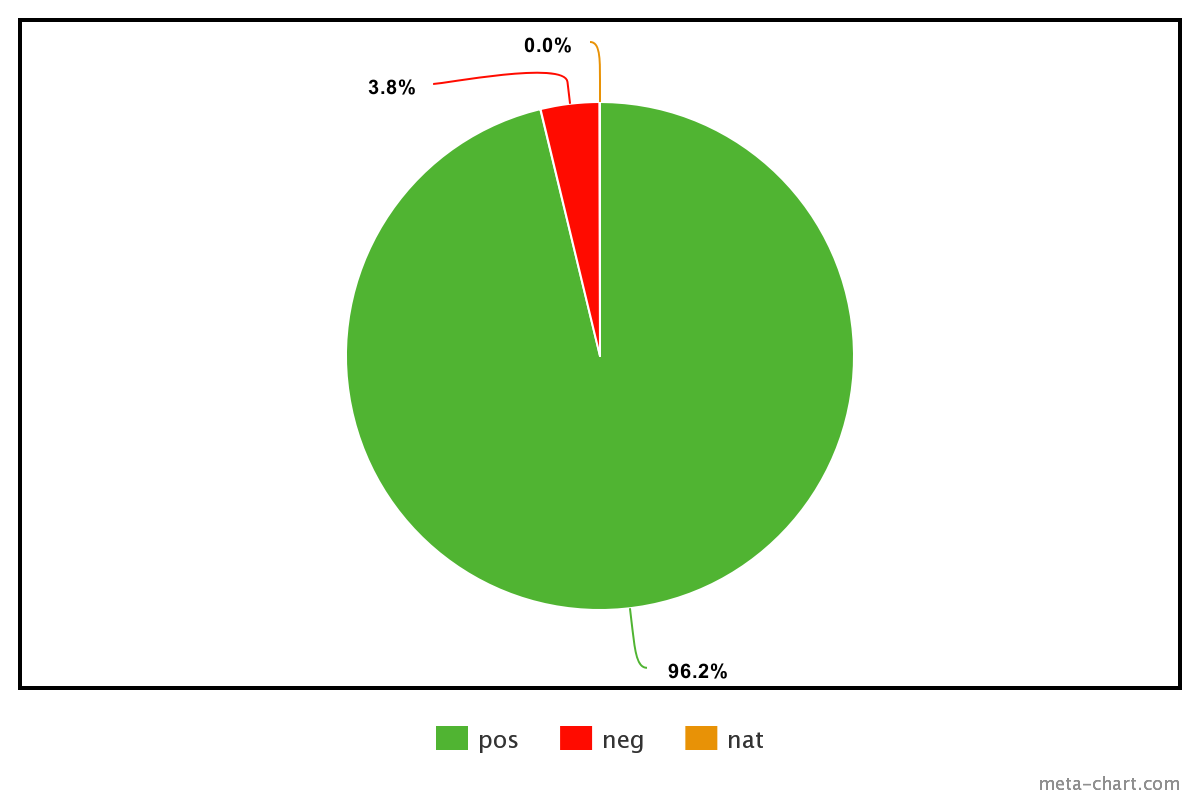 0.0%
3.8%
96.2%
pos neg nat
meta-chart.com